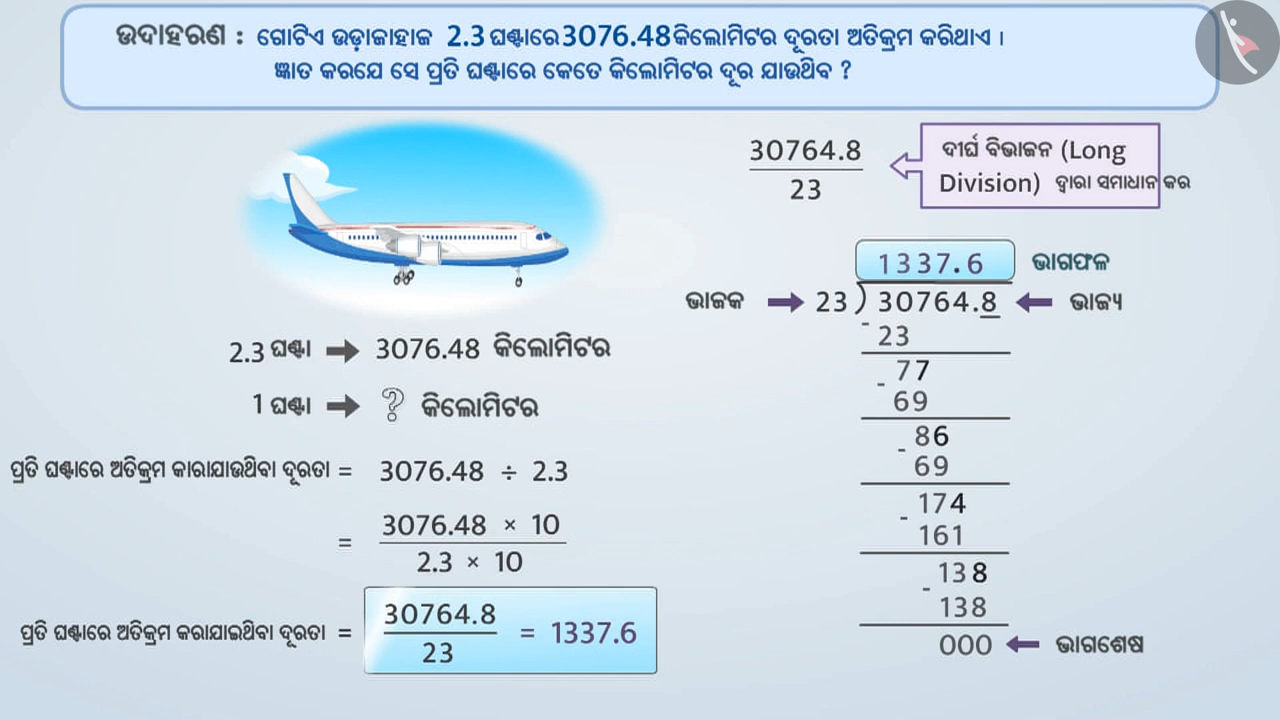 ଉଦାହରଣ : ଗୋଟିଏ ଉଡ଼ାଜାହାଜ 2.3 ଘଣ୍ଟାରେ 3076.48 କିଲୋମିଟର ଦୂରତା ଅତିକ୍ରମ କରିଥାଏ ।
ଜ୍ଞାତ କରଯେ ସେ ପ୍ରତି ଘଣ୍ଟାରେ କେତେ କିଲୋମିଟର ଦୂର ଯାଉଥିବ ?
2.3 ଘଣ୍ଟା → 3076.48 କିଲୋମିଟର
1 ଘଣ୍ଟା → ? କିଲୋମିଟର
ପ୍ରତି ଘଣ୍ଟାରେ ଅତିକ୍ରମ କାରାଯାଉଥିବା ଦୂରତା = 3076.48 ÷ 2.3
3076.48 × 10
=
2.3 × 10
30764.8
ପ୍ରତି ଘଣ୍ଟାରେ ଅତିକ୍ରମ କରାଯାଇଥିବା ଦୂରତା = = 1337.6
23
30764.8
23
ଦୀର୍ଘ ବିଭାଜନ (Long
Division) ଦ୍ୱାରା ସମାଧାନ କର
1337.6 ଭାଗଫଳ
ଭାଜକ → 23 ) 30764.8 ← ଭାଜ୍ୟ
- 23
77
- 69
86
- 69
174
- 161
138
- 138
000 ← ଭାଗଶେଷ